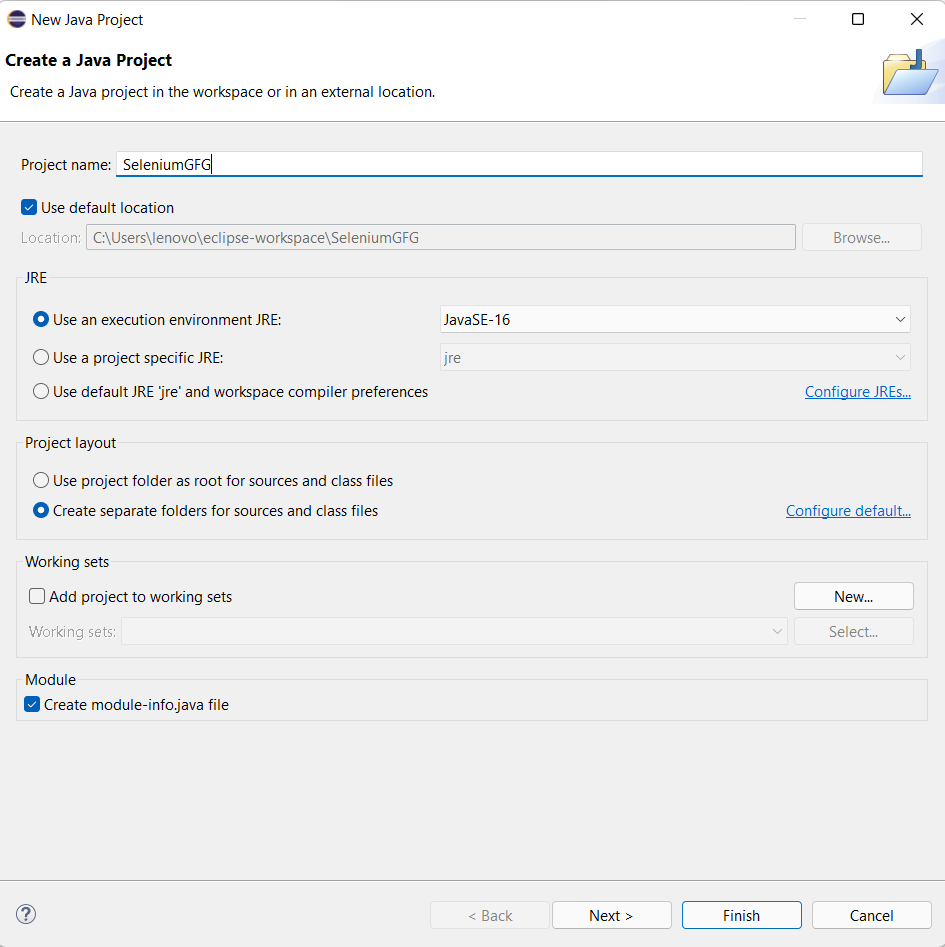 New Java Project
Create a Java Project
Create a Java project in the workspace or in an external location.
Project name: SeleniumGFG
Use default location
Location: C:\Users\lenovo\eclipse-workspace\SeleniumGFG Browse...
JRE
Use an execution environment JRE: JavaSE-16
Use a project specific JRE: jre
Use default JRE 'jre' and workspace compiler preferences Configure JREs...
Project layout
Use project folder as root for sources and class files
Create separate folders for sources and class files Configure default...
Working sets
Add project to working sets New...
Working sets: Select...
Module
Create module-info.java file
? < Back Next > Finish Cancel